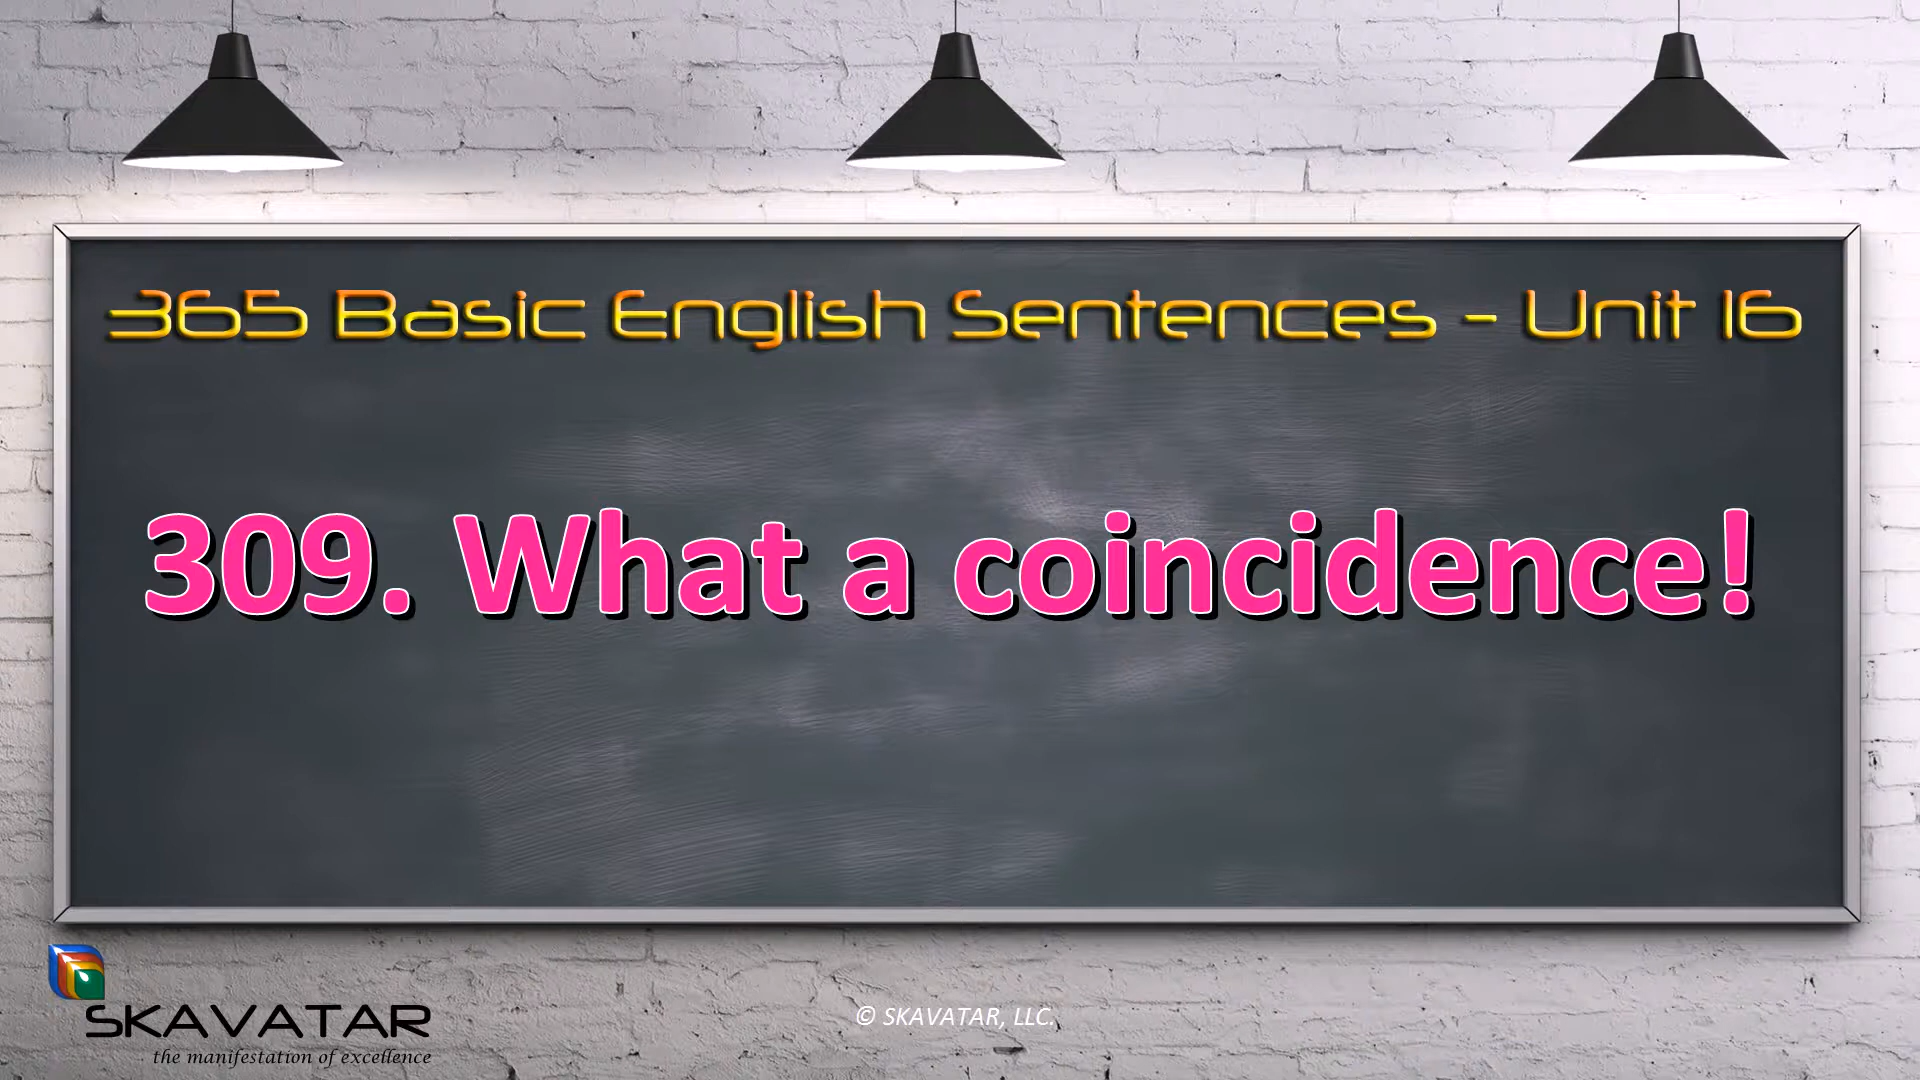 365 Basic English Sentences - Unit 16
309. What a coincidence!
SKAVATAR
the manifestation of excellence
© SKAVATAR, LLC.